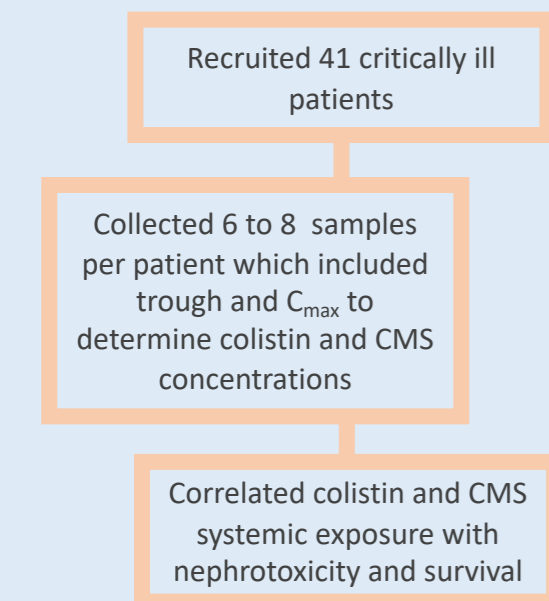 Recruited 41 critically ill
patients
Collected 6 to 8 samples
per patient which included
trough and Cmax to
determine colistin and CMS
concentrations
Correlated colistin and CMS
systemic exposure with
nephrotoxicity and survival